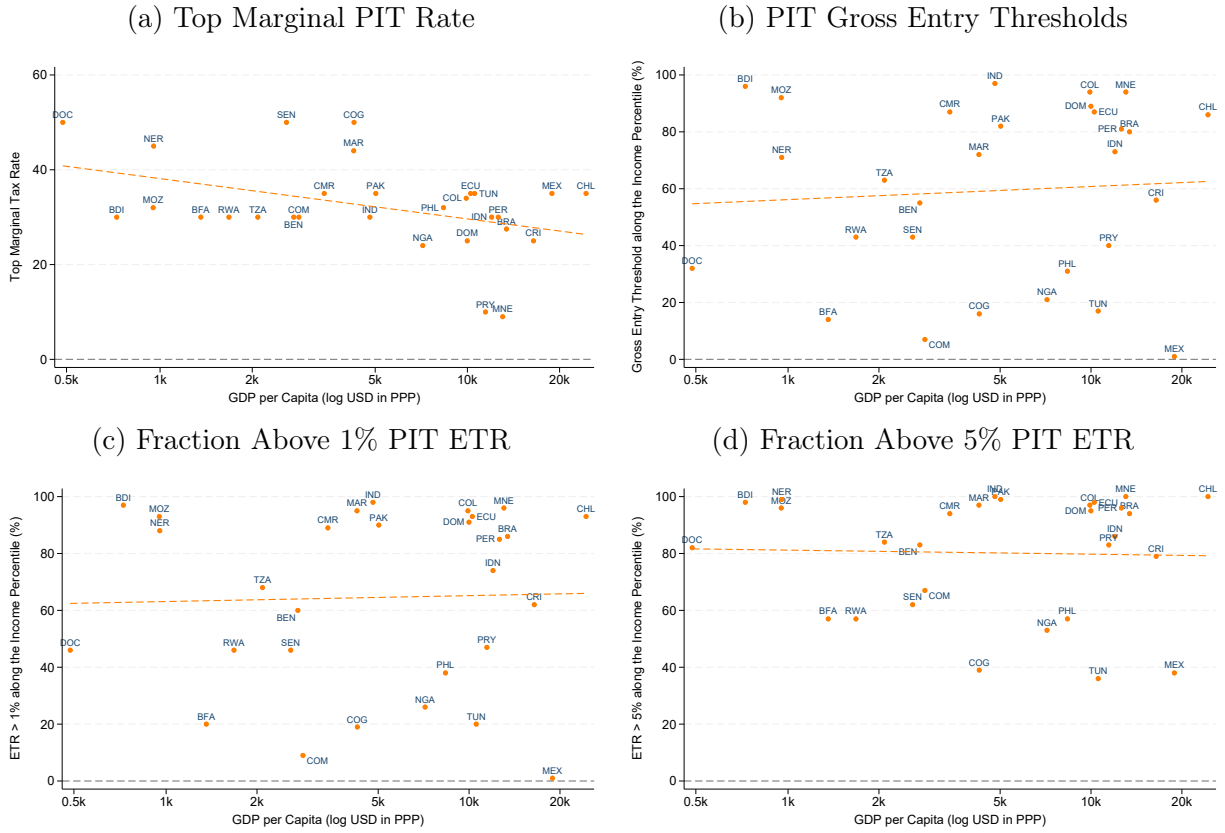 (a) Top Marginal PIT Rate
60
40
20
0
Top Marginal Tax Rate
DOC
SEN
COG
NER
MAR
MOZ
CMR
PAK
ECU
TUN
MEX
CHL
COL
PHL
BDI
BFA
RWA
TZA
COM
BEN
IND
IDN
PER
BRA
NGA
DOM
CRI
PRY
MNE
0.5k 1k 2k 5k 10k 20k
GDP per Capita (log USD in PPP)
(b) PIT Gross Entry Thresholds
100
80
60
40
20
0
Gross Entry Threshold along the Income Percentile (%)
BDI
IND
COL
MNE
MOZ
CMR
DOM
ECU
CHL
PAK
PER
BRA
NER
MAR
IDN
TZA
BEN
CRI
RWA
SEN
PRY
DOC
PHL
NGA
BFA
COG
TUN
COM
MEX
0.5k 1k 2k 5k 10k 20k
GDP per Capita (log USD in PPP)
(c) Fraction Above 1% PIT ETR
100
80
60
40
20
0
ETR > 1% along the Income Percentile (%)
BDI
IND
MAR
COL
MNE
MOZ
NER
CMR
PAK
DOM
ECU
CHL
PER
BRA
IDN
TZA
BEN
CRI
DOC
RWA
SEN
PRY
PHL
NGA
BFA
COG
TUN
COM
MEX
0.5k 1k 2k 5k 10k 20k
GDP per Capita (log USD in PPP)
(d) Fraction Above 5% PIT ETR
100
80
60
40
20
0
ETR > 5% along the Income Percentile (%)
BDI
NER
MOZ
IND
PAK
MAR
CMR
COL
ECU
DOM
MNE
PER
BRA
CHL
IDN
PRY
DOC
TZA
BEN
CRI
BFA
RWA
SEN
COM
PHL
NGA
COG
TUN
MEX
0.5k 1k 2k 5k 10k 20k
GDP per Capita (log USD in PPP)